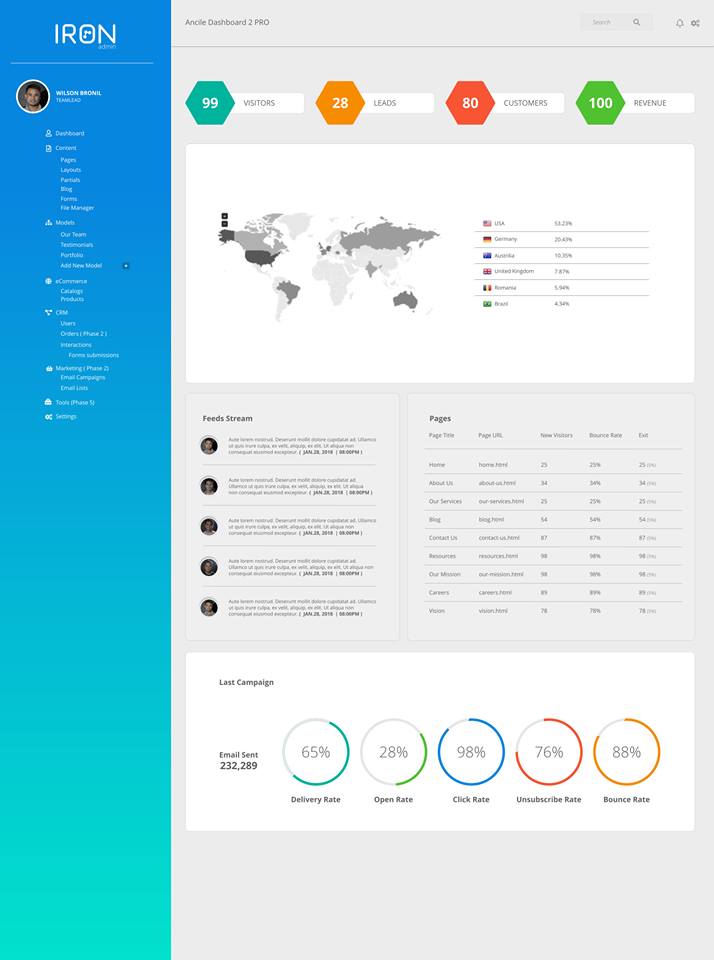 IRON
admin
WILSON BRONIL
TEAMLEAD
Dashboard
Content
Pages
Layouts
Partials
Blog
Forms
File Manager
Models
Our Team
Testimonials
Portfolio
Add New Model +
eCommerce
Catalogs
Products
CRM
Users
Orders ( Phase 2 )
Interactions
Forms submissions
Marketing ( Phase 2)
Email Campaigns
Email Lists
Tools (Phase 5)
Settings
Ancile Dashboard 2 PRO
Search
99 VISITORS
28 LEADS
80 CUSTOMERS
100 REVENUE
USA 53.23%
Germany 20.43%
Austrilia 10.35%
United Kingdom 7.87%
Romania 5.94%
Brazil 4.34%
Feeds Stream
Aute lorem nostrud. Deserunt mollit dolore cupidatat ad. Ullamco
ut quis irure culpa, ex velit, aliquip, ex elit. Ut aliqua non
consequat eiusmod excepteur. ( JAN.28, 2018 | 08:00PM )
Aute lorem nostrud. Deserunt mollit dolore cupidatat ad.
Ullamco ut quis irure culpa, ex velit, aliquip, ex elit. Ut aliqua
non consequat eiusmod excepteur. ( JAN.28, 2018 | 08:00PM )
Aute lorem nostrud. Deserunt mollit dolore cupidatat ad. Ullamco
ut quis irure culpa, ex velit, aliquip, ex elit. Ut aliqua non
consequat eiusmod excepteur. ( JAN.28, 2018 | 08:00PM )
Aute lorem nostrud. Deserunt mollit dolore cupidatat ad.
Ullamco ut quis irure culpa, ex velit, aliquip, ex elit. Ut aliqua non
consequat eiusmod excepteur. ( JAN.28, 2018 | 08:00PM )
Aute lorem nostrud. Deserunt mollit dolore cupidatat ad. Ullamco
ut quis irure culpa, ex velit, aliquip, ex elit. Ut aliqua non
consequat eiusmod excepteur. ( JAN.28, 2018 | 08:00PM )
Pages
Page Title Page URL New Visitors Bounce Rate Exit
Home home.html 25 25% 25 (5%)
About Us about-us.html 34 34% 34 (5%)
Our Services our-services.html 25 25% 25 (5%)
Blog blog.html 54 54% 54 (5%)
Contact Us contact-us.html 87 87% 87 (5%)
Resources resources.html 98 98% 98 (5%)
Our Mission our-mission.html 98 98% 98 (5%)
Careers careers.html 89 89% 89 (5%)
Vision vision.html 78 78% 78 (5%)
Last Campaign
Email Sent
232,289
65% 28% 98% 76% 88%
Delivery Rate Open Rate Click Rate Unsubscribe Rate Bounce Rate